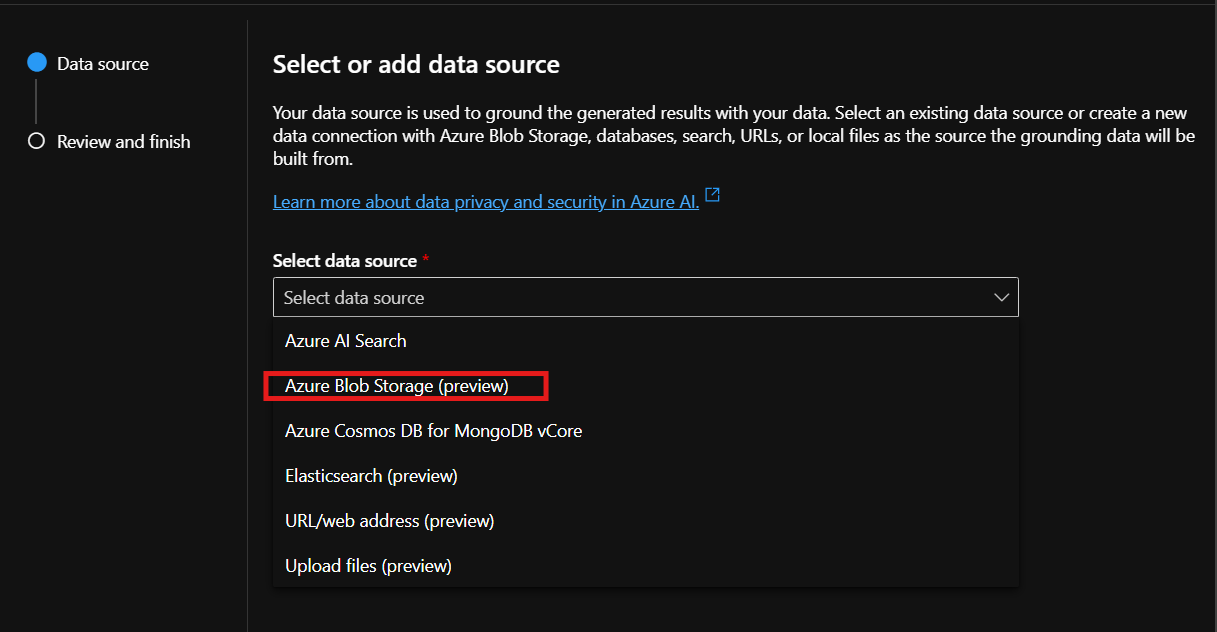 Data source
Review and finish
Select or add data source
Your data source is used to ground the generated results with your data. Select an existing data source or create a new
data connection with Azure Blob Storage, databases, search, URLs, or local files as the source the grounding data will be
built from.
Learn more about data privacy and security in Azure AI.
Select data source *
Select data source
Azure AI Search
Azure Blob Storage (preview)
Azure Cosmos DB for MongoDB vCore
Elasticsearch (preview)
URL/web address (preview)
Upload files (preview)